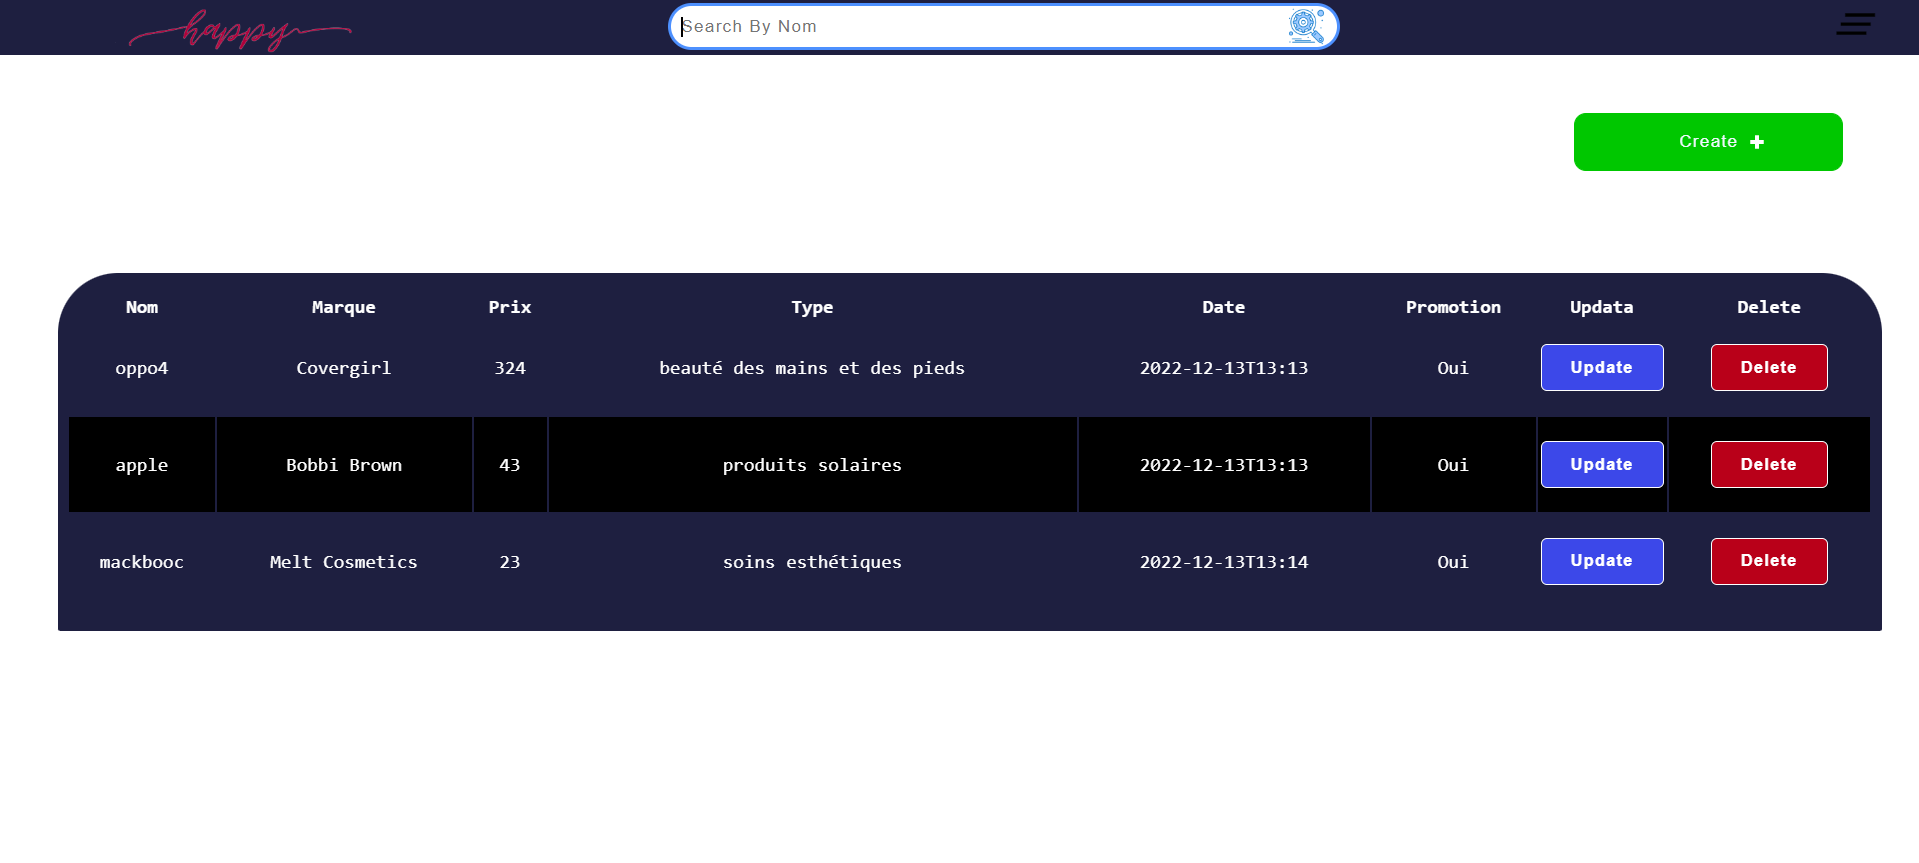 happy
Search By Nom
Create
Nom Marque Prix Type Date Promotion Updata Delete
oppo4 Covergirl 324 beauté des mains et des pieds 2022-12-13T13:13 Oui Update Delete
apple Bobbi Brown 43 produits solaires 2022-12-13T13:13 Oui Update Delete
mackbooc Melt Cosmetics 23 soins esthétiques 2022-12-13T13:14 Oui Update Delete